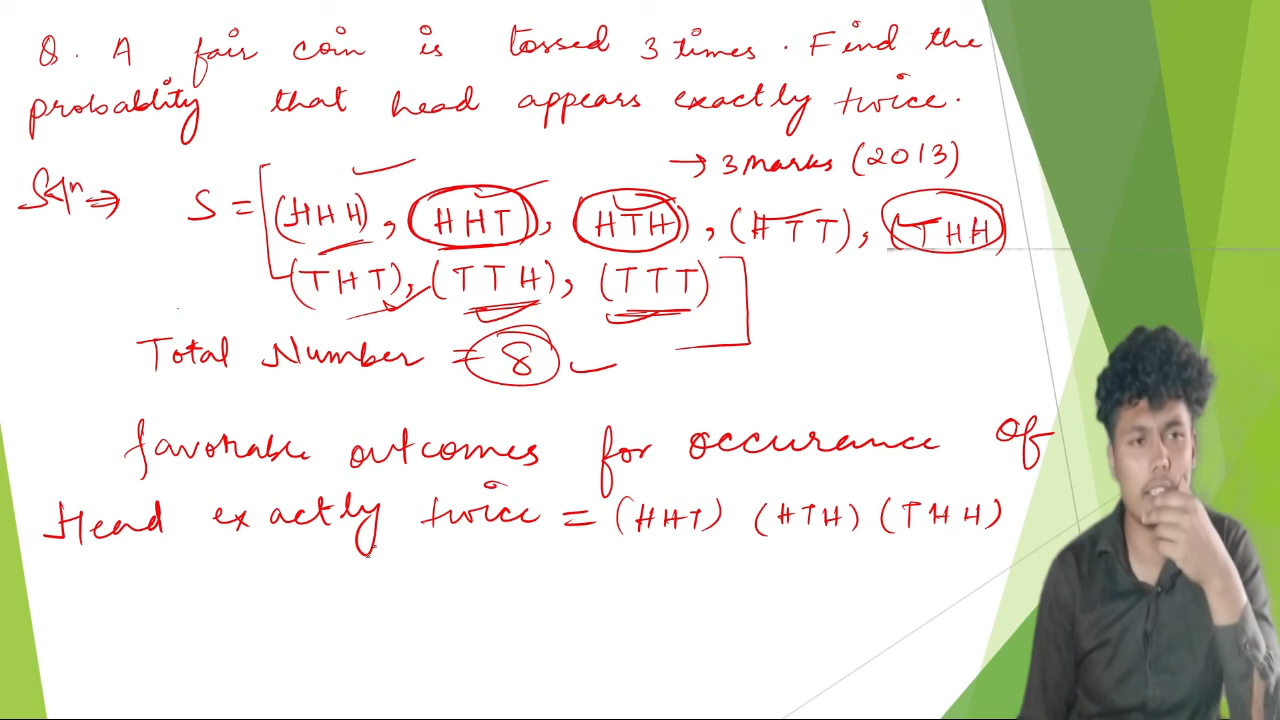 Q. A fair coin is tossed 3 times. Find the
probability that head appears exactly twice.
→ 3 marks (2013)
Soln ⇒ S = [(HHH), (HHT), (HTH), (HTT), (THH)
(THT), (TTH), (TTT)]
Total Number = 8
favorable outcomes for occurance of
Head exactly twice = (HHT) (HTH) (THH)